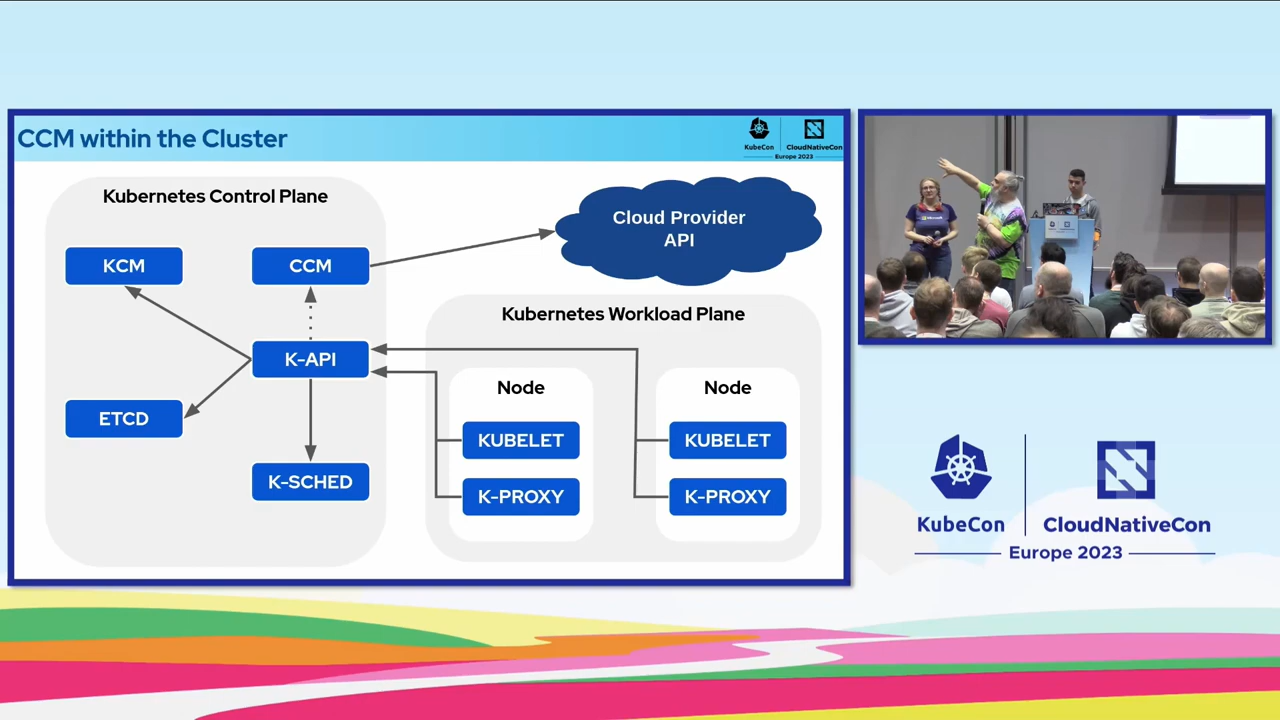 CCM within the Cluster
KubeCon
CloudNativeCon
Europe 2023
Kubernetes Control Plane
KCM
CCM
K-API
ETCD
K-SCHED
Cloud Provider
API
Kubernetes Workload Plane
Node
KUBELET
K-PROXY
Node
KUBELET
K-PROXY
KubeCon
CloudNativeCon
Europe 2023